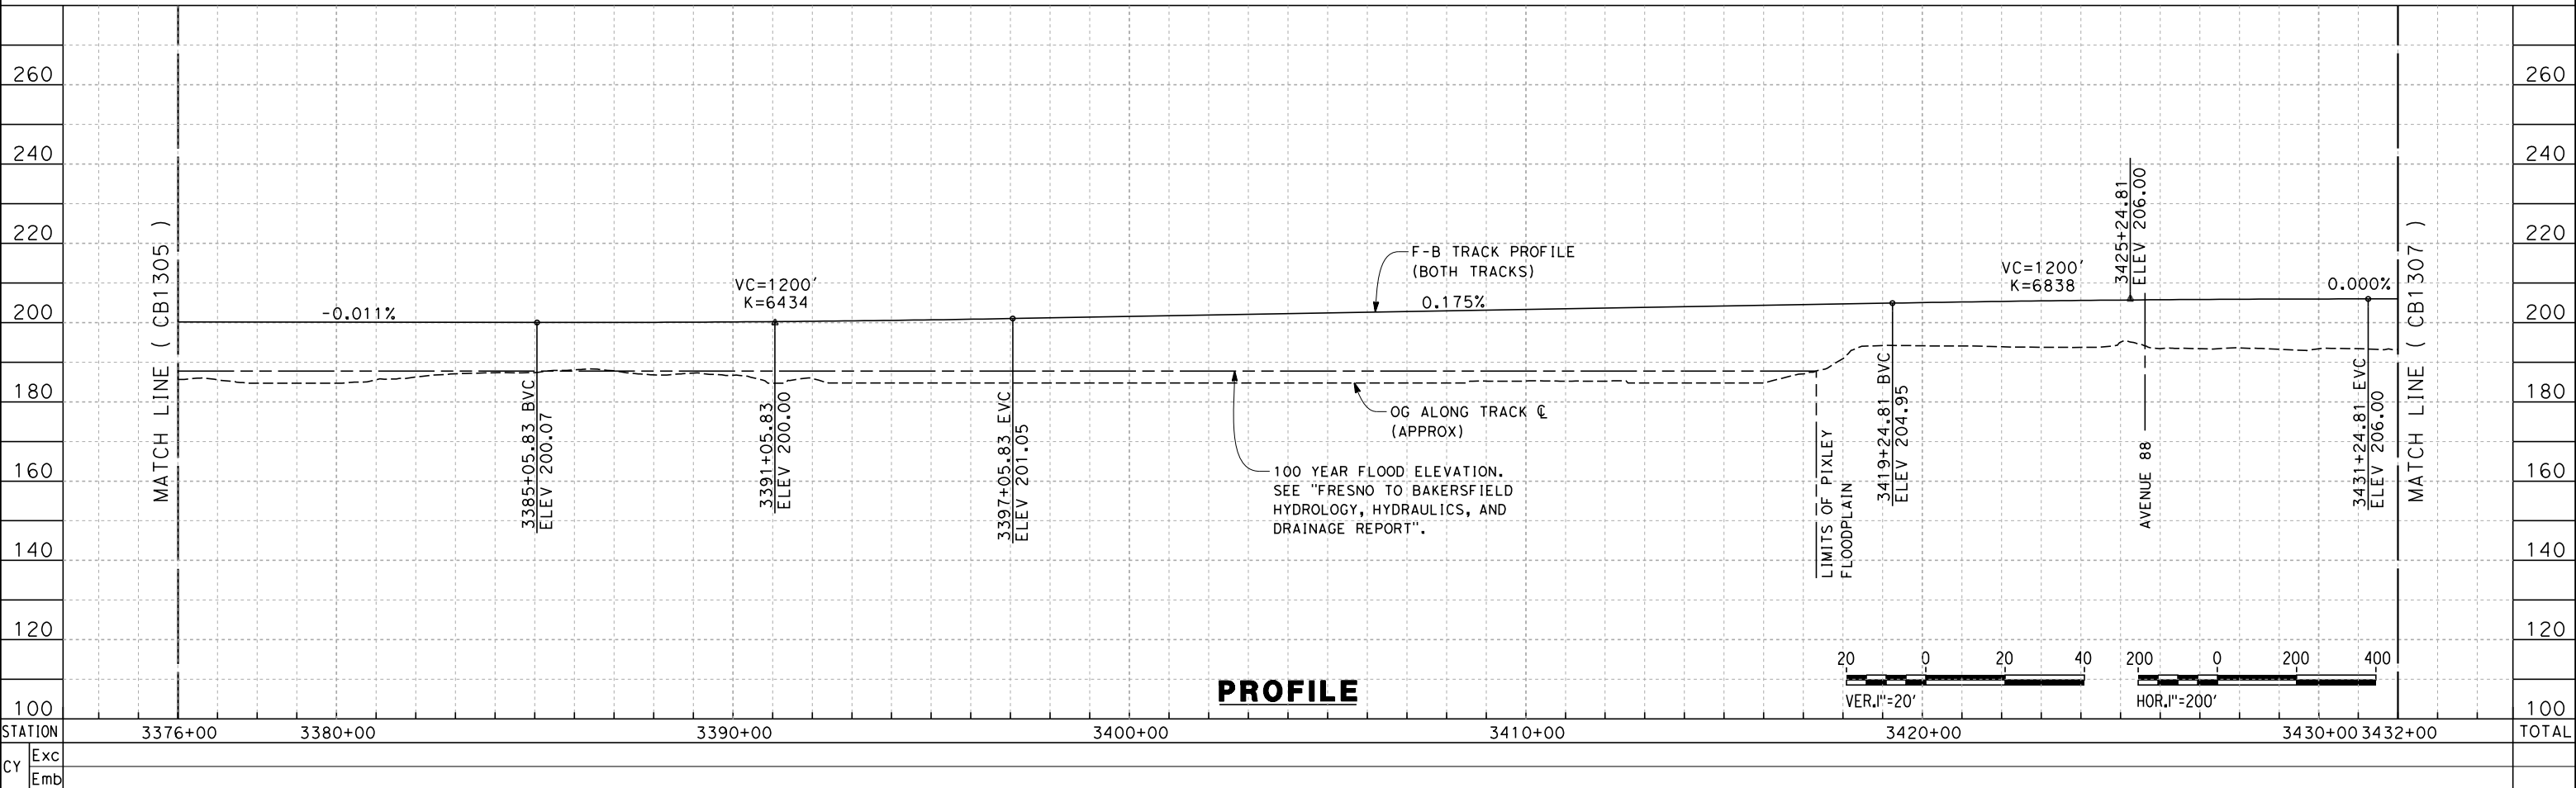 260
240
220
200
180
160
140
120
100
MATCH LINE ( CB1305 )
-0.011%
3385+05.83 BVC
ELEV 200.07
VC=1200'
K=6434
3391+05.83
ELEV 200.00
3397+05.83 EVC
ELEV 201.05
F-B TRACK PROFILE
(BOTH TRACKS)
0.175%
OG ALONG TRACK ℄
(APPROX)
100 YEAR FLOOD ELEVATION.
SEE "FRESNO TO BAKERSFIELD
HYDROLOGY, HYDRAULICS, AND
DRAINAGE REPORT".
LIMITS OF PIXLEY
FLOODPLAIN
3419+24.81 BVC
ELEV 204.95
VC=1200'
K=6838
3425+24.81
ELEV 206.00
AVENUE 88
0.000%
3431+24.81 EVC
ELEV 206.00
MATCH LINE ( CB1307 )
260
240
220
200
180
160
140
120
100
PROFILE
20 0 20 40
VER.1"=20'
200 0 200 400
HOR.1"=200'
STATION 3376+00 3380+00 3390+00 3400+00 3410+00 3420+00 3430+00 3432+00 TOTAL
CY
Exc
Emb